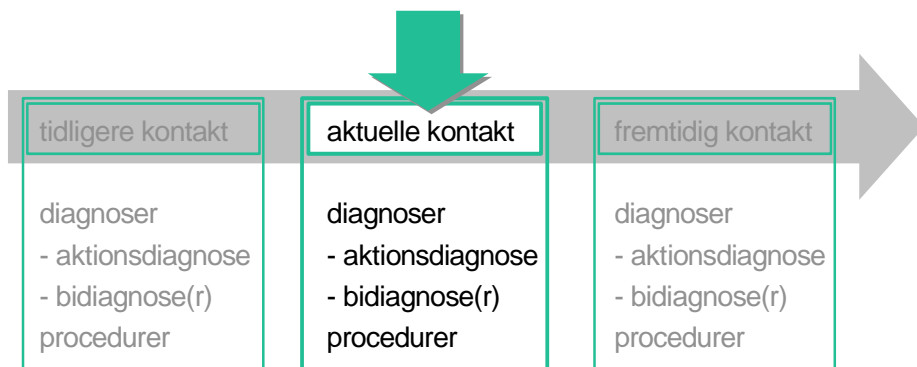 tidligere kontakt
diagnoser
- aktionsdiagnose
- bidiagnose(r)
procedurer
aktuelle kontakt
diagnoser
- aktionsdiagnose
- bidiagnose(r)
procedurer
fremtidig kontakt
diagnoser
- aktionsdiagnose
- bidiagnose(r)
procedurer